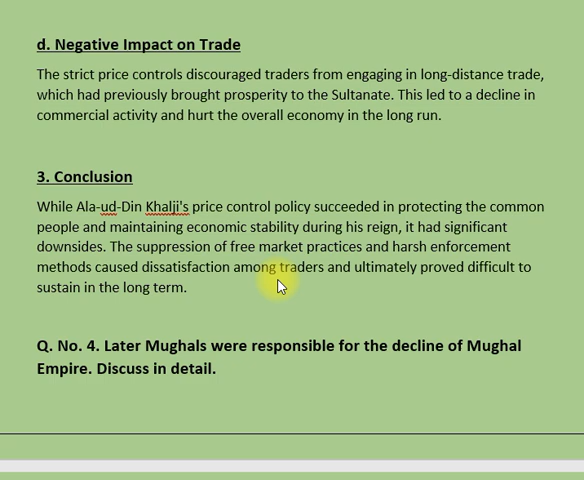 d. Negative Impact on Trade
The strict price controls discouraged traders from engaging in long-distance trade,
which had previously brought prosperity to the Sultanate. This led to a decline in
commercial activity and hurt the overall economy in the long run.
3. Conclusion
While Ala-ud-Din Khalji's price control policy succeeded in protecting the common
people and maintaining economic stability during his reign, it had significant
downsides. The suppression of free market practices and harsh enforcement
methods caused dissatisfaction among traders and ultimately proved difficult to
sustain in the long term.
Q. No. 4. Later Mughals were responsible for the decline of Mughal
Empire. Discuss in detail.